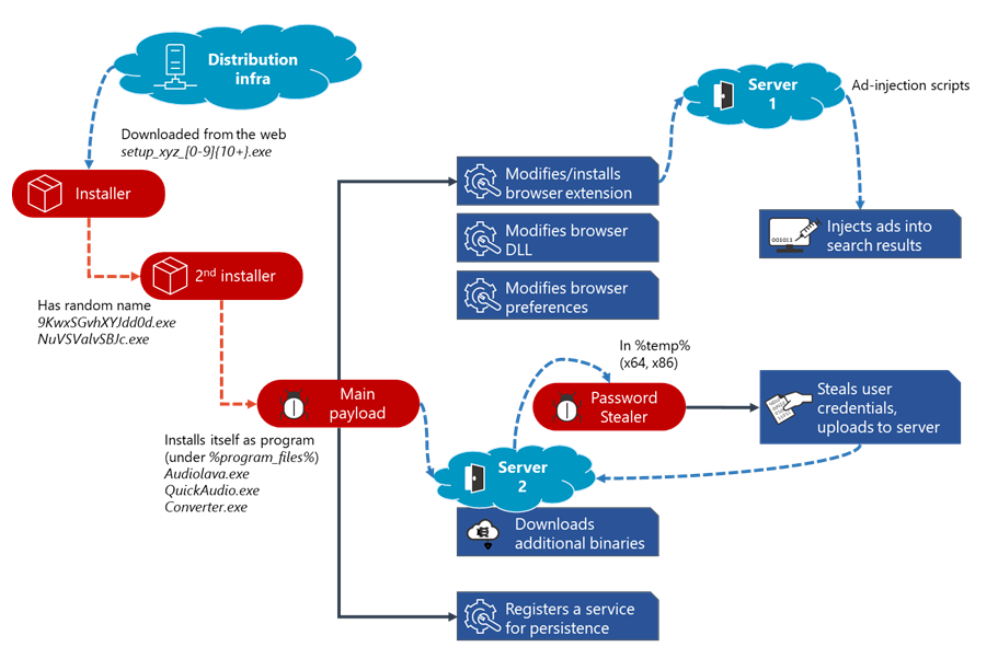 Distribution
infra
Downloaded from the web
setup_xyz_[0-9]{10+}.exe
Installer
2nd installer
Has random name
9KwxSGvhXYJdd0d.exe
NuVSValvSBJc.exe
Main
payload
Installs itself as program
(under %program_files%)
Audiolava.exe
QuickAudio.exe
Converter.exe
Modifies/installs
browser extension
Modifies browser
DLL
Modifies browser
preferences
Server
1
Ad-injection scripts
001011
Injects ads into
search results
In %temp%
(x64, x86)
Password
Stealer
Steals user
credentials,
uploads to server
Server
2
Downloads
additional binaries
Registers a service
for persistence